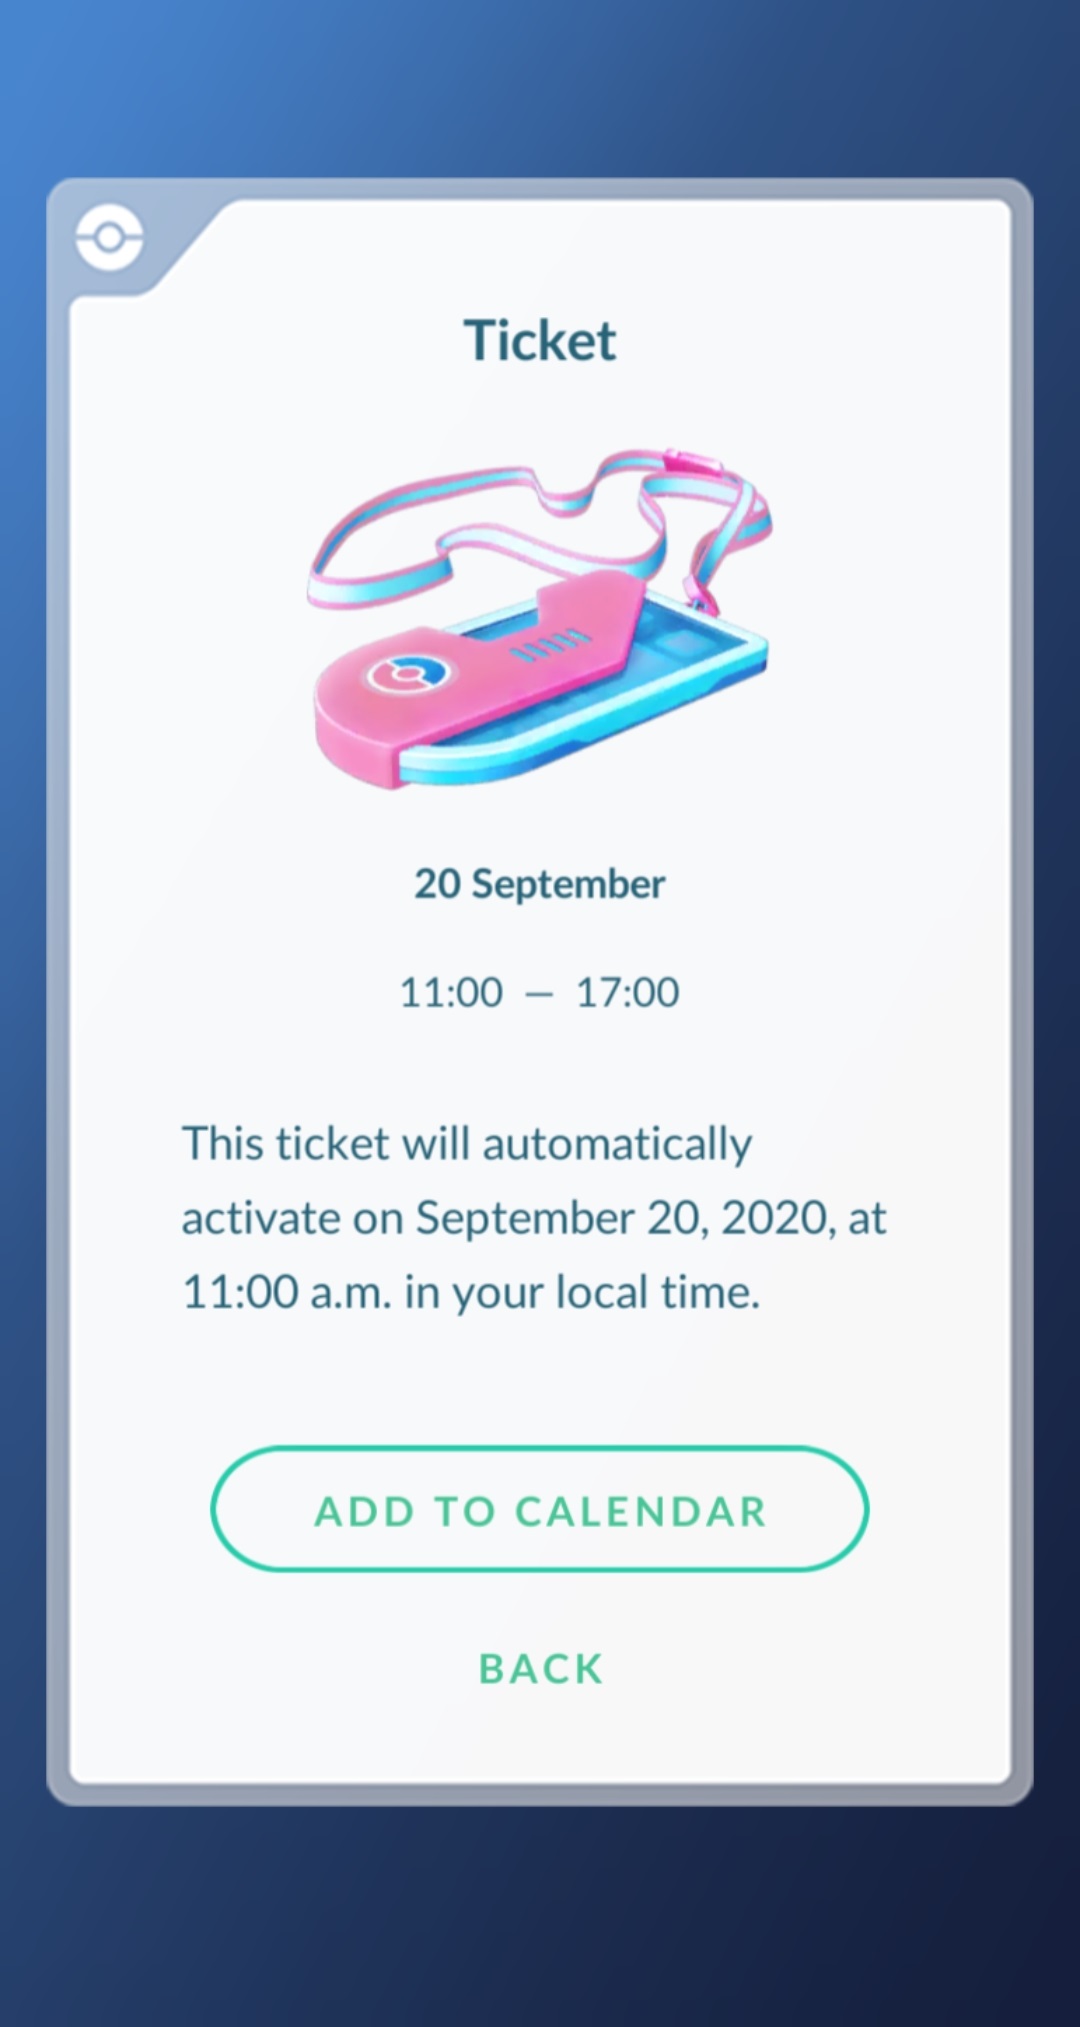 Ticket
20 September
11:00 — 17:00
This ticket will automatically
activate on September 20, 2020, at
11:00 a.m. in your local time.
ADD TO CALENDAR
BACK